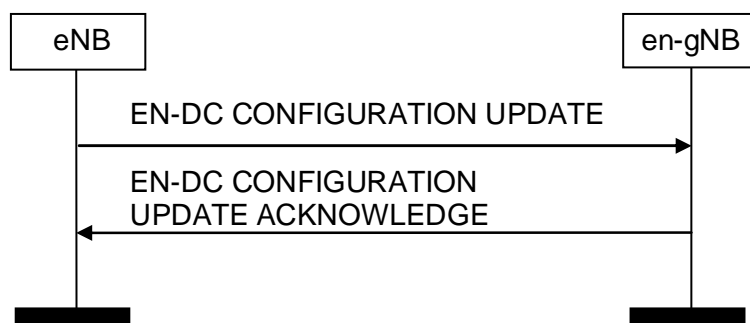 eNB
en-gNB
EN-DC CONFIGURATION UPDATE
EN-DC CONFIGURATION
UPDATE ACKNOWLEDGE